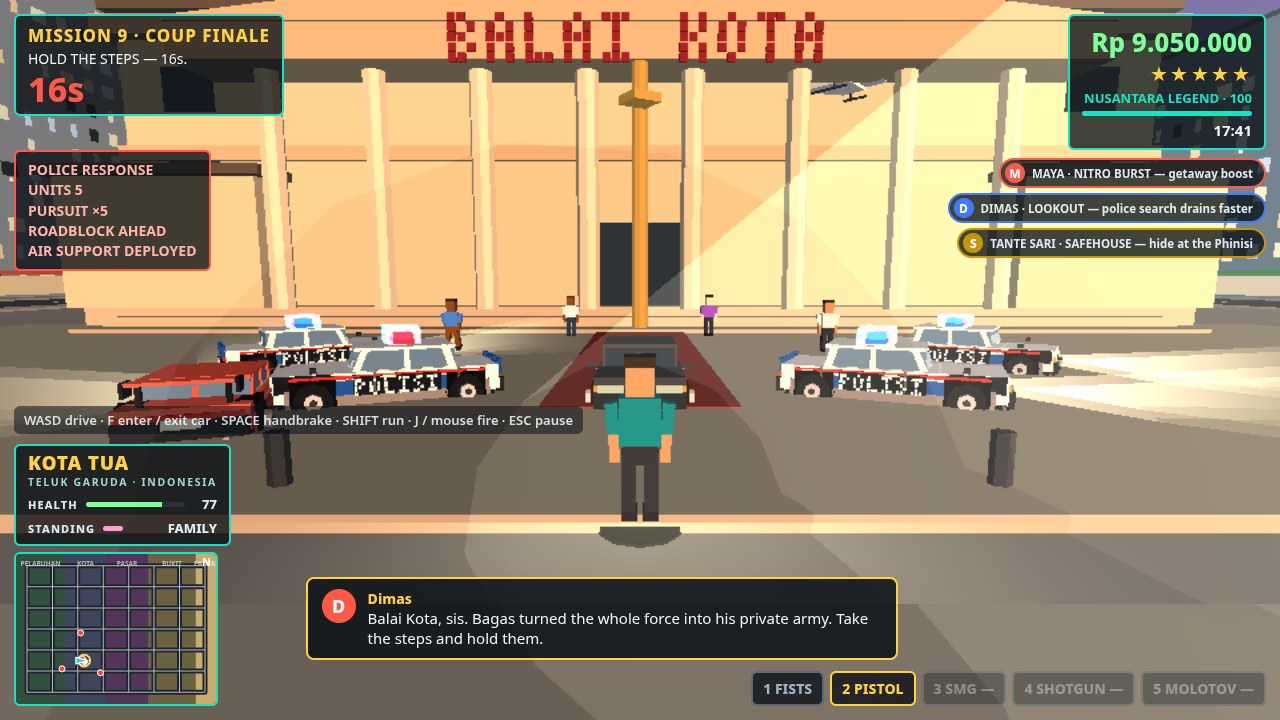 BALAI KOTA
MISSION 9 · COUP FINALE
HOLD THE STEPS — 16s.
16s
Rp 9.050.000
★★★★★
NUSANTARA LEGEND · 100
17:41
POLICE RESPONSE
UNITS 5
PURSUIT ×5
ROADBLOCK AHEAD
AIR SUPPORT DEPLOYED
M MAYA · NITRO BURST — getaway boost
D DIMAS · LOOKOUT — police search drains faster
S TANTE SARI · SAFEHOUSE — hide at the Phinisi
POLISI
POLISI
POLISI
POLISI
WASD drive · F enter / exit car · SPACE handbrake · SHIFT run · J / mouse fire · ESC pause
KOTA TUA
TELUK GARUDA · INDONESIA
HEALTH 77
STANDING FAMILY
PELABUHAN KOTA PASAR BUKIT
N
D
Dimas
Balai Kota, sis. Bagas turned the whole force into his private army. Take
the steps and hold them.
1 FISTS
2 PISTOL
3 SMG —
4 SHOTGUN —
5 MOLOTOV —